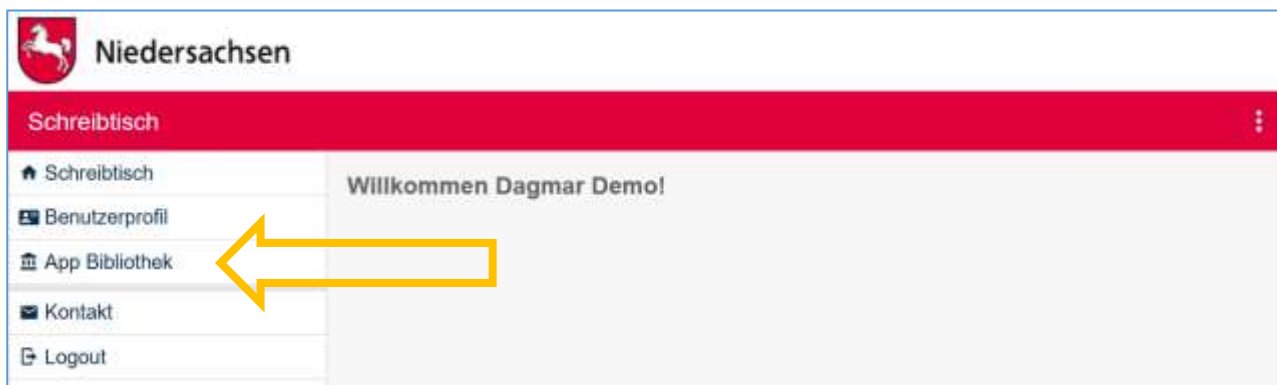 Niedersachsen
Schreibtisch
Schreibtisch
Willkommen Dagmar Demo!
Benutzerprofil
App Bibliothek
Kontakt
Logout